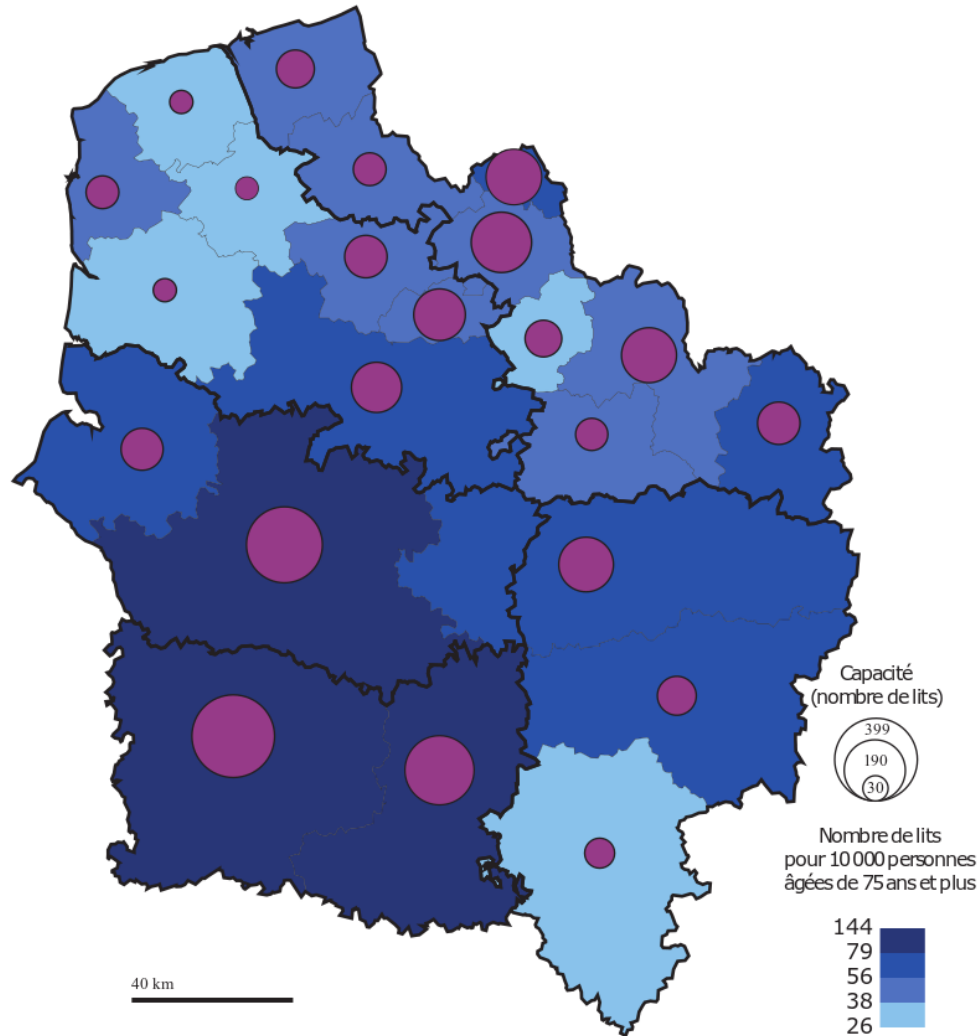 Capacité
(nombre de lits)
399
190
30
Nombre de lits
pour 10 000 personnes
âgées de 75 ans et plus
144
79
56
38
26
40 km